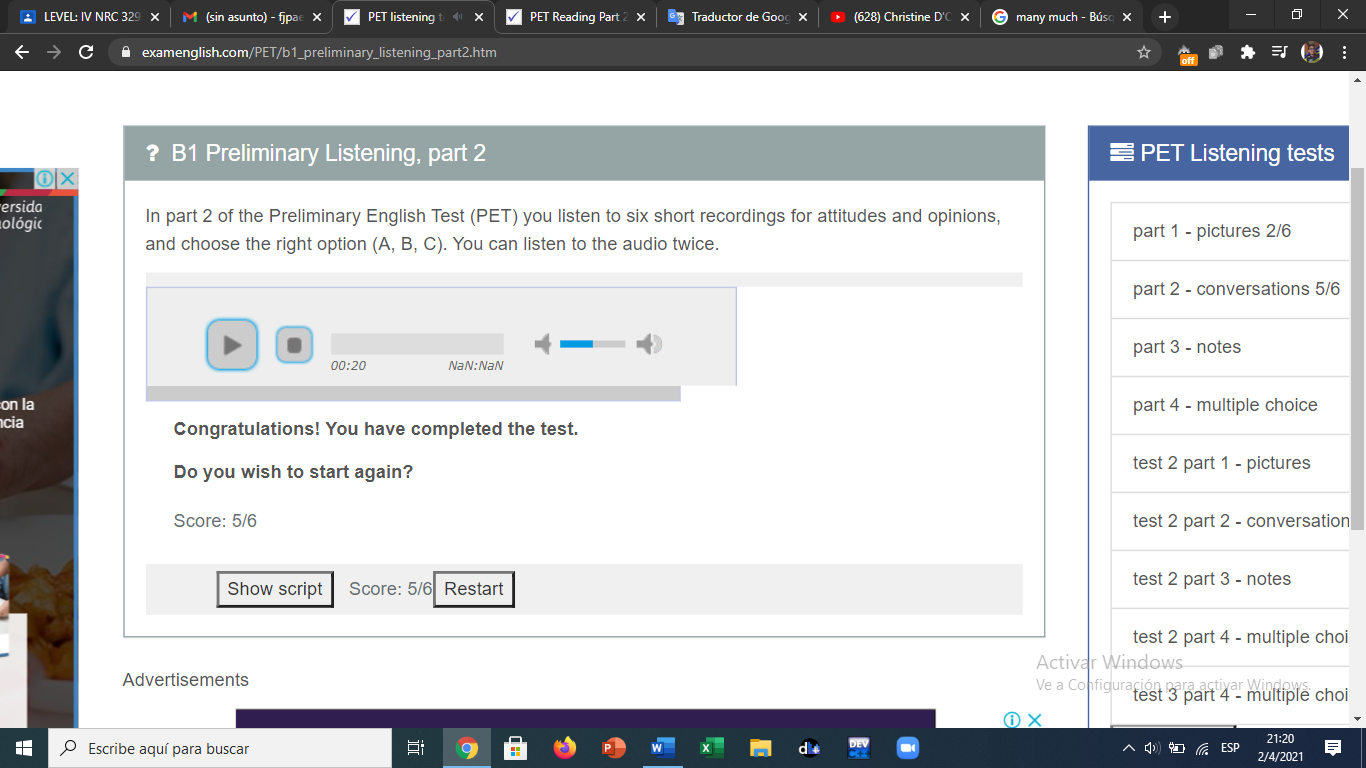 LEVEL: IV NRC 329
(sin asunto) - fjpae
PET listening t
PET Reading Part 2
Traductor de Goog
(628) Christine D'C
many much - Búsq
examenglish.com/PET/b1_preliminary_listening_part2.htm
off
? B1 Preliminary Listening, part 2
In part 2 of the Preliminary English Test (PET) you listen to six short recordings for attitudes and opinions,
and choose the right option (A, B, C). You can listen to the audio twice.
00:20 NaN:NaN
Congratulations! You have completed the test.
Do you wish to start again?
Score: 5/6
Show script Score: 5/6 Restart
Advertisements
PET Listening tests
part 1 - pictures 2/6
part 2 - conversations 5/6
part 3 - notes
part 4 - multiple choice
test 2 part 1 - pictures
test 2 part 2 - conversation
test 2 part 3 - notes
test 2 part 4 - multiple choi
test 3 part 4 - multiple choi
Activar Windows
Ve a Configuración para activar Windows.
ersida
ológic
on la
ncia
Escribe aquí para buscar
DEV
ESP
21:20
2/4/2021